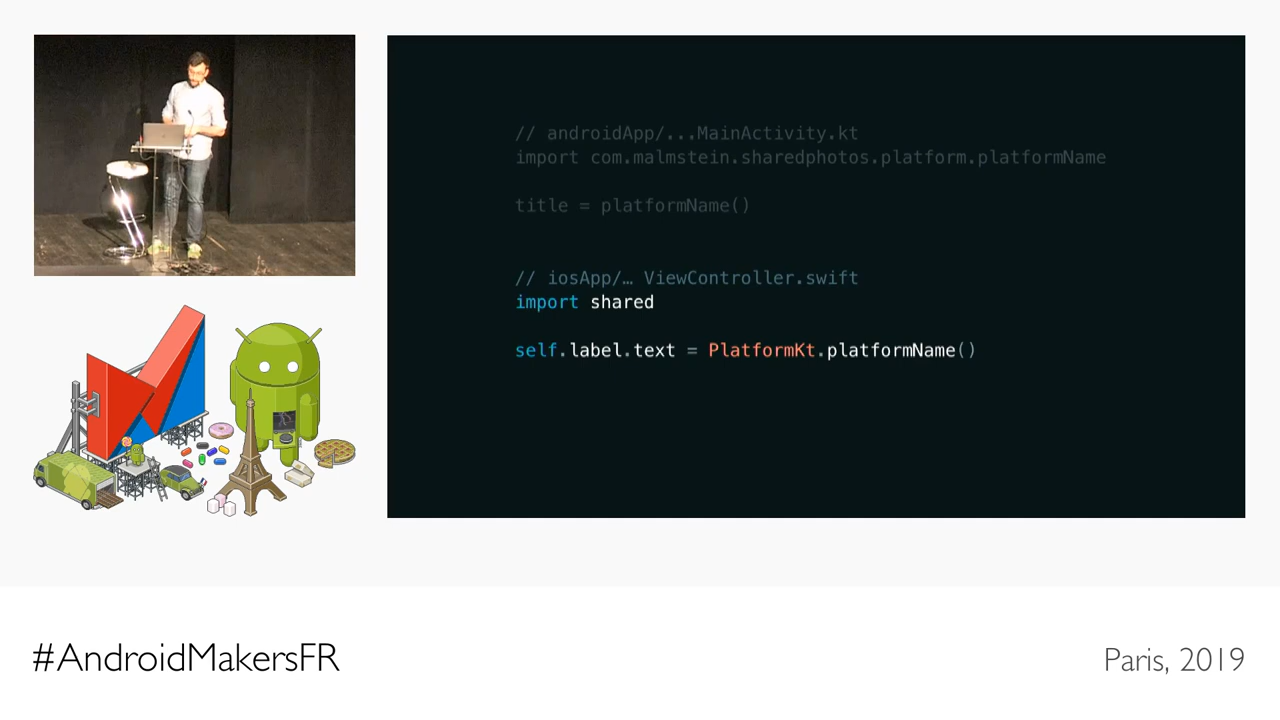 // androidApp/...MainActivity.kt
import com.malmstein.sharedphotos.platform.platformName
title = platformName()
// iosApp/… ViewController.swift
import shared
self.label.text = PlatformKt.platformName()
#AndroidMakersFR
Paris, 2019